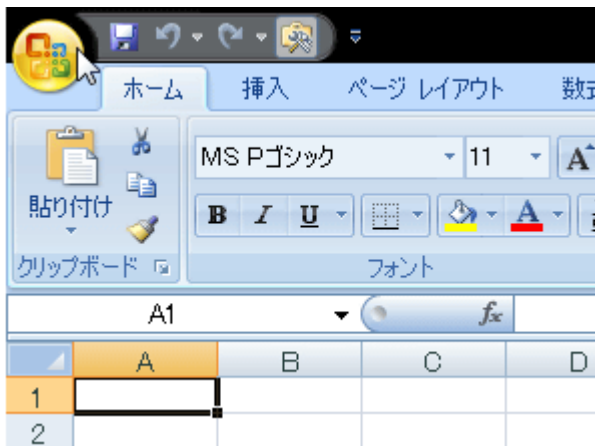 ホーム 挿入 ページ レイアウト
MS Pゴシック 11 A
貼り付け
B I U A
クリップボード フォント
A1 fx
A B C D
1
2